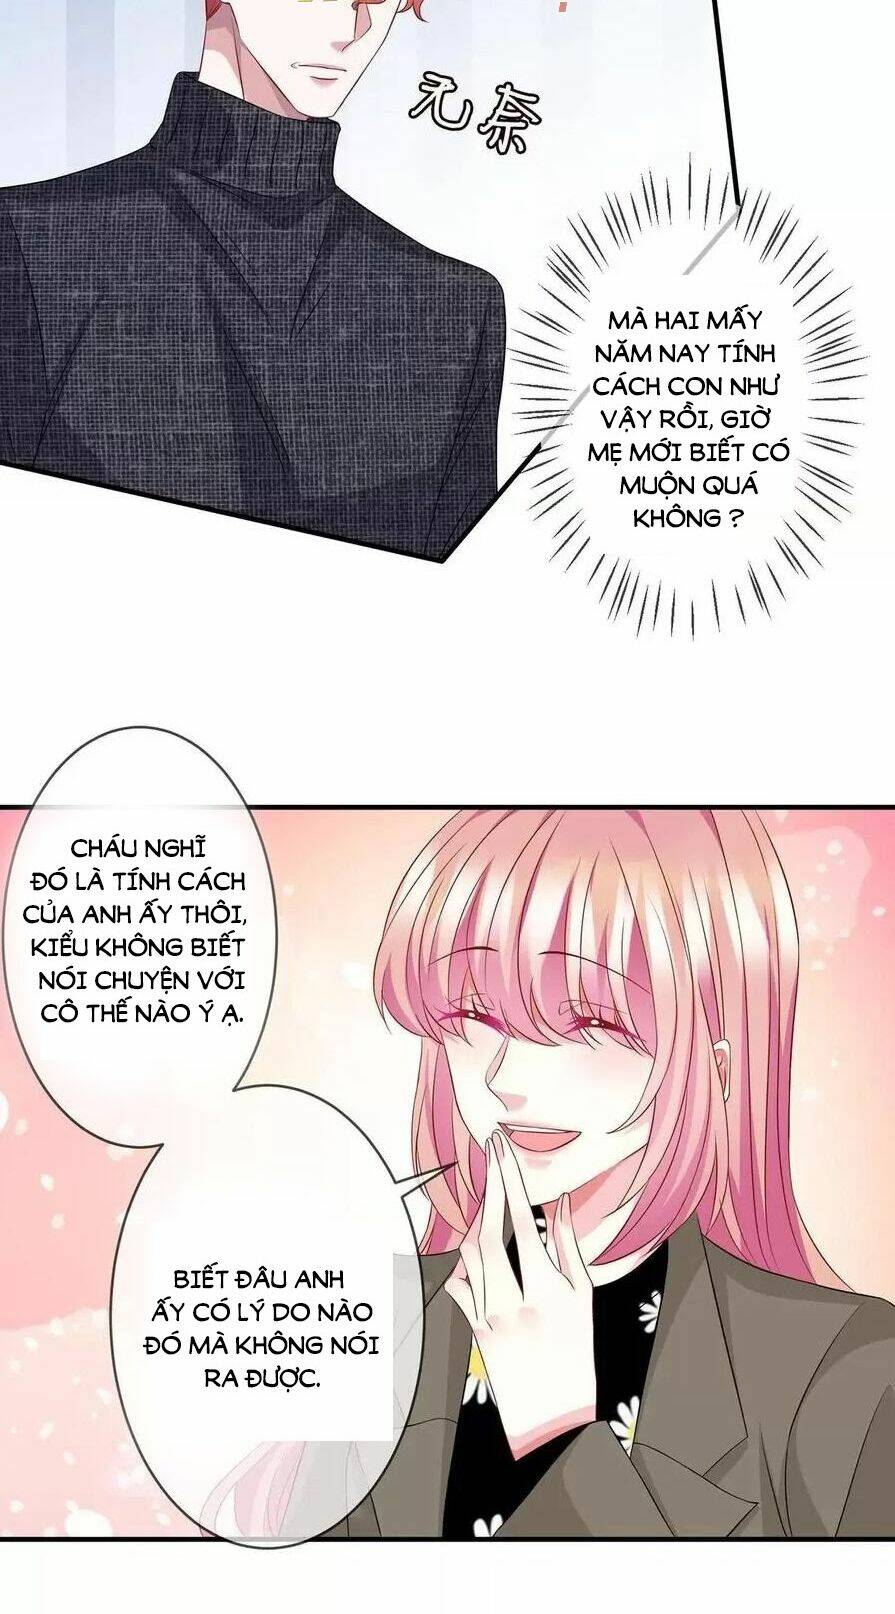 无奈
MÀ HAI MẤY
NĂM NAY TÍNH
CÁCH CON NHƯ
VẬY RỒI, GIỜ
MẸ MỚI BIẾT CÓ
MUỘN QUÁ
KHÔNG ?
CHÁU NGHĨ
ĐÓ LÀ TÍNH CÁCH
CỦA ANH ẤY THÔI,
KIỂU KHÔNG BIẾT
NÓI CHUYỆN VỚI
CÔ THẾ NÀO Ý Ạ.
BIẾT ĐÂU ANH
ẤY CÓ LÝ DO NÀO
ĐÓ MÀ KHÔNG NÓI
RA ĐƯỢC.